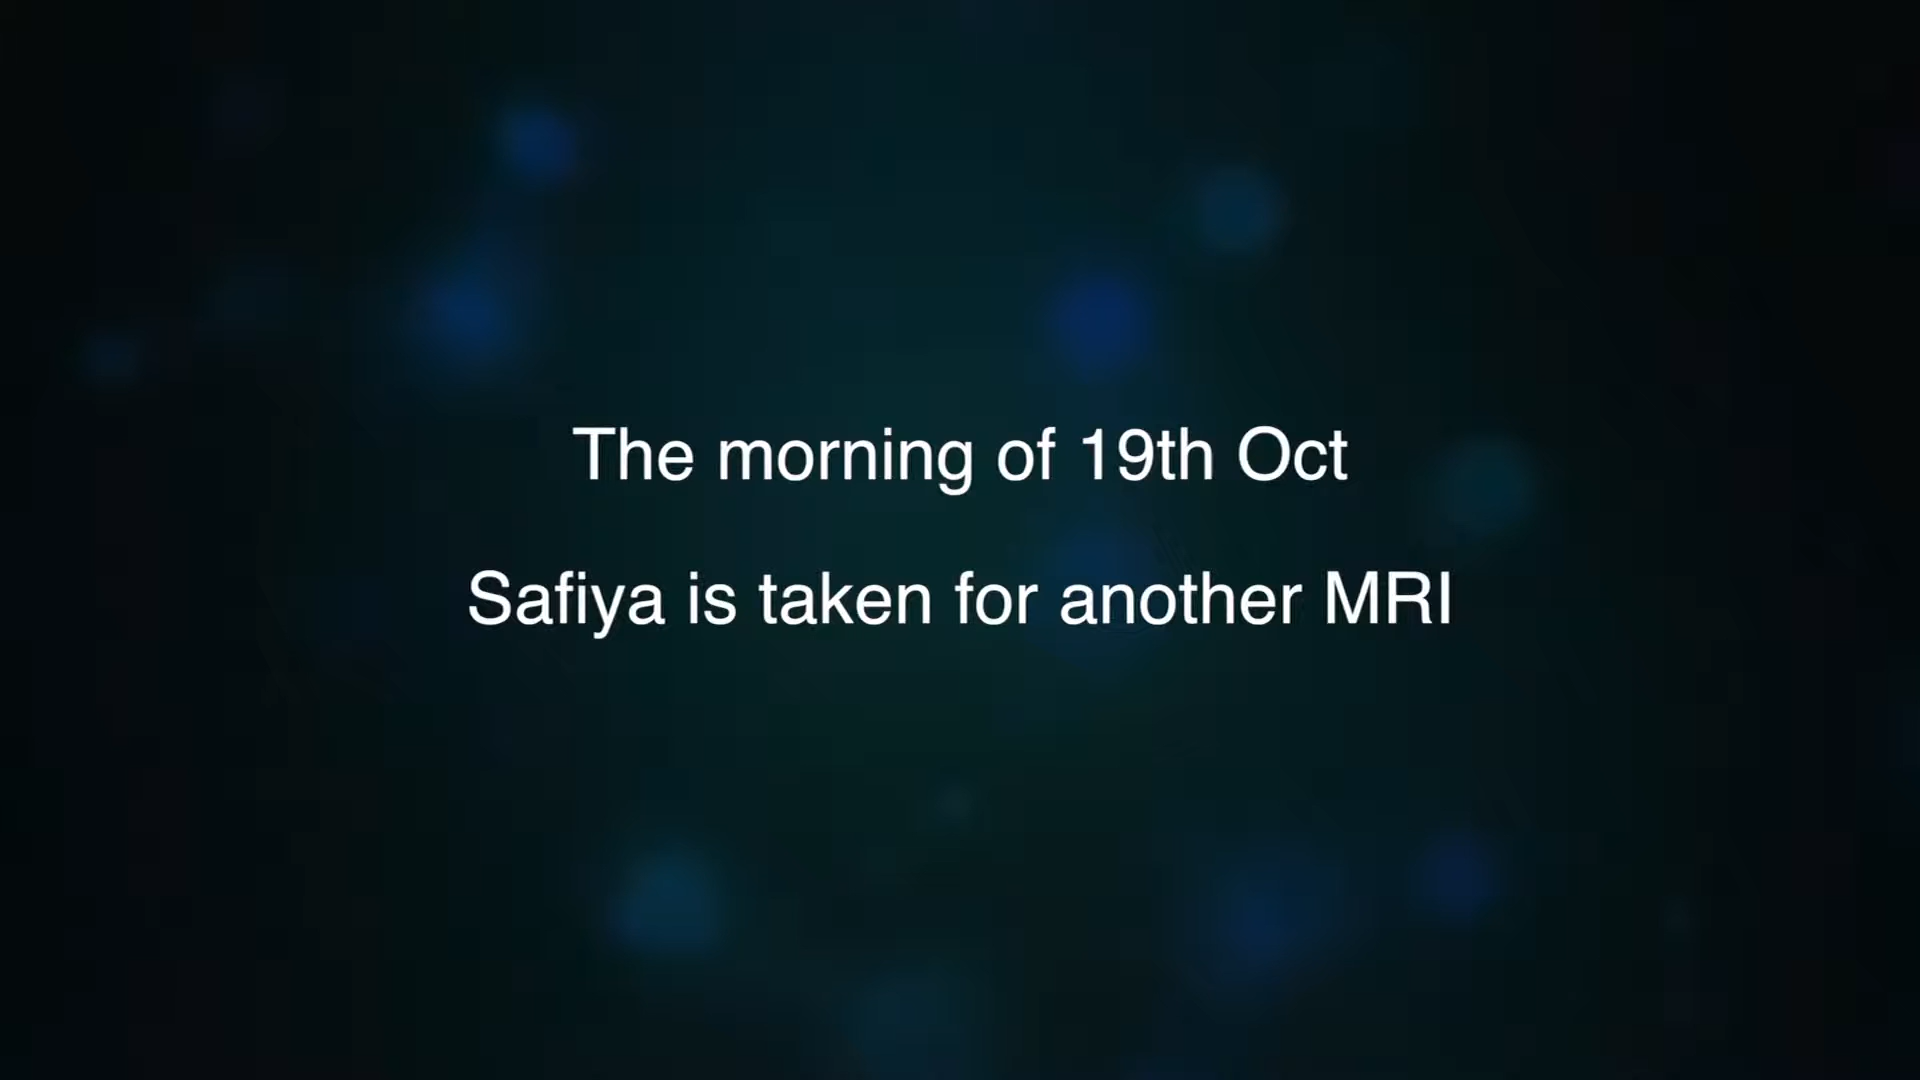 The morning of 19th Oct
Safiya is taken for another MRI